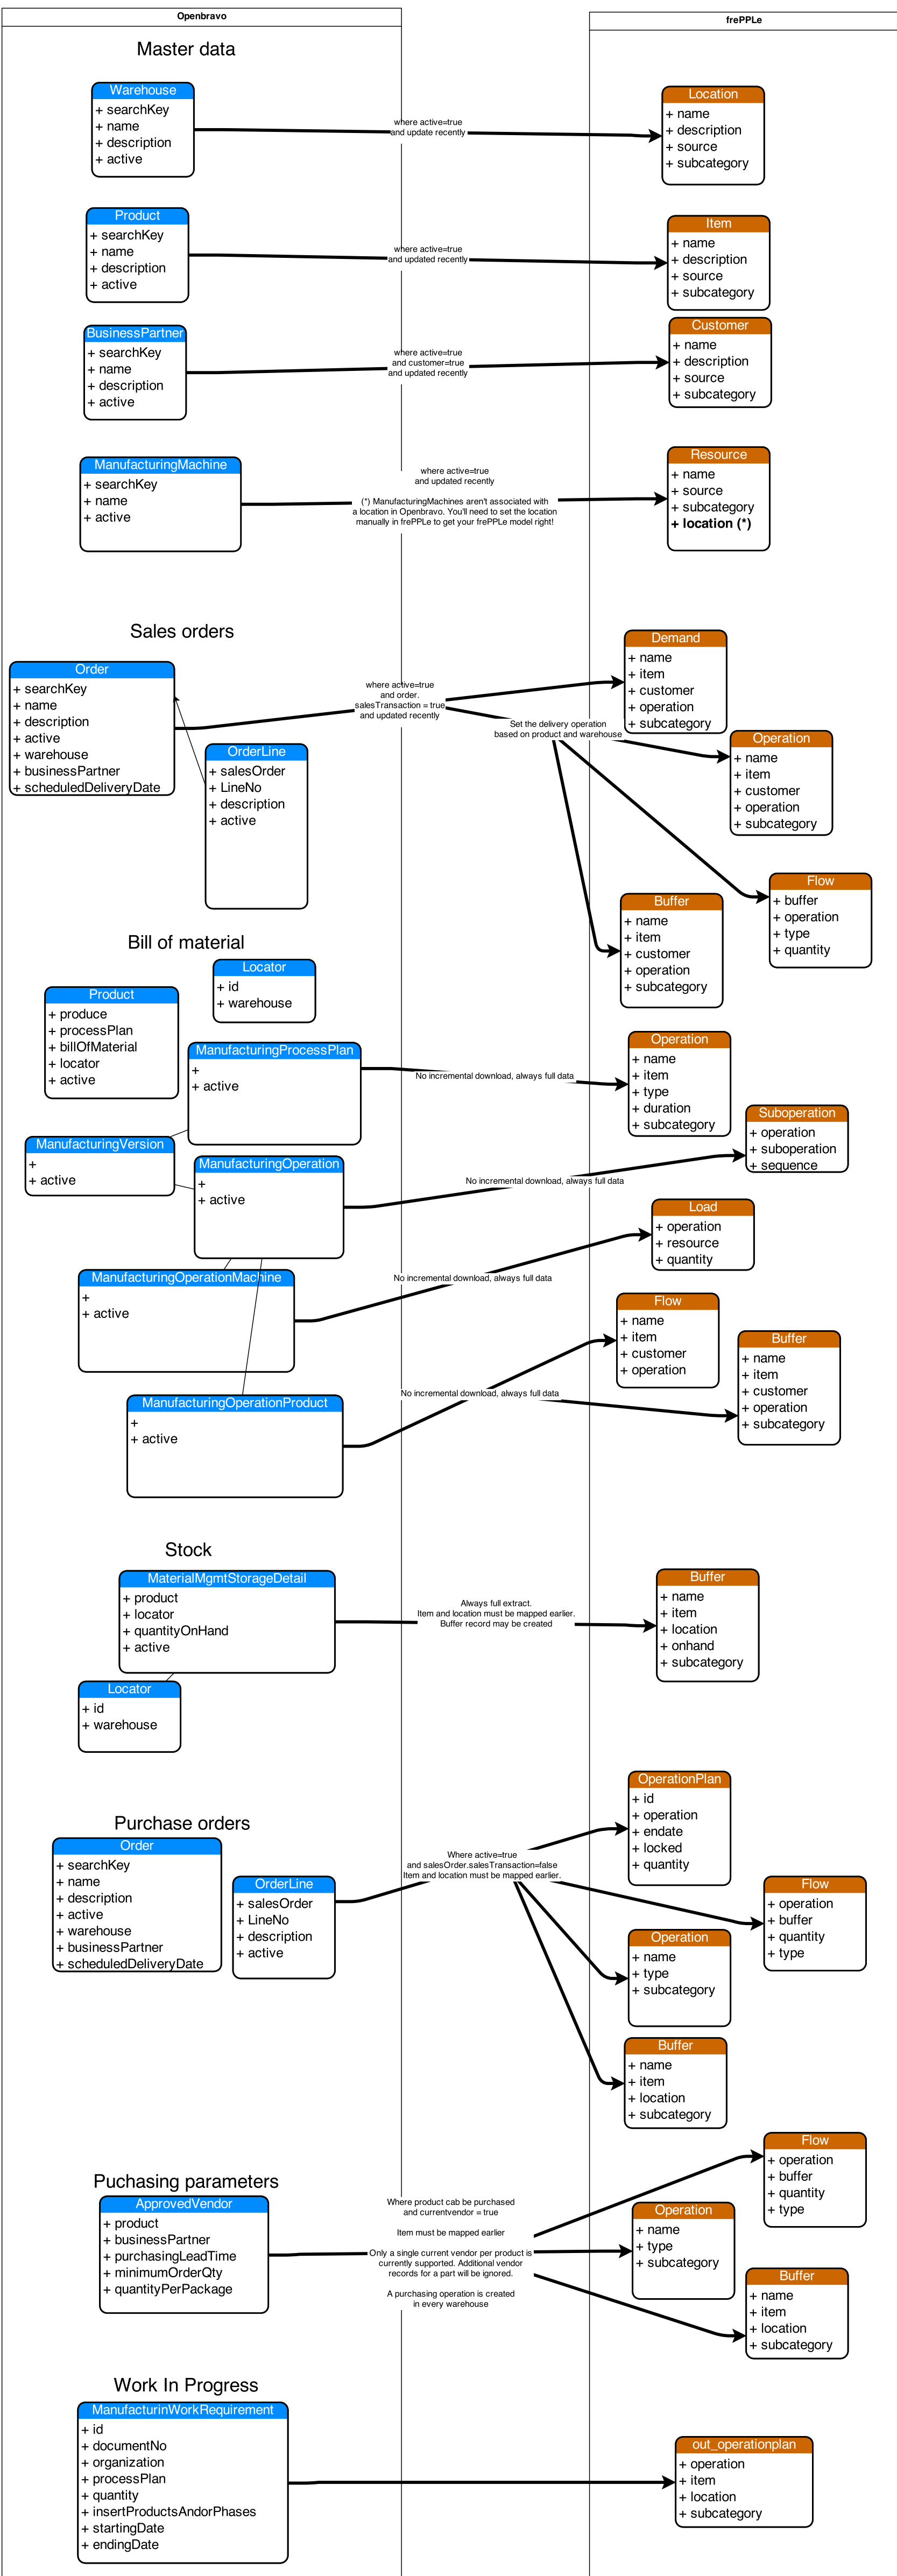 Openbravo
frePPLe
Master data
Warehouse
+ searchKey
+ name
+ description
+ active
where active=true
and update recently
Location
+ name
+ description
+ source
+ subcategory
Product
+ searchKey
+ name
+ description
+ active
where active=true
and updated recently
Item
+ name
+ description
+ source
+ subcategory
BusinessPartner
+ searchKey
+ name
+ description
+ active
where active=true
and customer=true
and updated recently
Customer
+ name
+ description
+ source
+ subcategory
ManufacturingMachine
+ searchKey
+ name
+ active
where active=true
and updated recently
(*) ManufacturingMachines aren't associated with
a location in Openbravo. You'll need to set the location
manually in frePPLe to get your frePPLe model right!
Resource
+ name
+ source
+ subcategory
+ location (*)
Sales orders
Order
+ searchKey
+ name
+ description
+ active
+ warehouse
+ businessPartner
+ scheduledDeliveryDate
OrderLine
+ salesOrder
+ LineNo
+ description
+ active
where active=true
and order.
salesTransaction = true
and updated recently
Set the delivery operation
based on product and warehouse
Demand
+ name
+ item
+ customer
+ operation
+ subcategory
Operation
+ name
+ item
+ customer
+ operation
+ subcategory
Flow
+ buffer
+ operation
+ type
+ quantity
Buffer
+ name
+ item
+ customer
+ operation
+ subcategory
Bill of material
Locator
+ id
+ warehouse
Product
+ produce
+ processPlan
+ billOfMaterial
+ locator
+ active
ManufacturingProcessPlan
+
+ active
No incremental download, always full data
Operation
+ name
+ item
+ type
+ duration
+ subcategory
ManufacturingVersion
+
+ active
ManufacturingOperation
+
+ active
No incremental download, always full data
Suboperation
+ operation
+ suboperation
+ sequence
ManufacturingOperationMachine
+
+ active
No incremental download, always full data
Load
+ operation
+ resource
+ quantity
ManufacturingOperationProduct
+
+ active
No incremental download, always full data
Flow
+ name
+ item
+ customer
+ operation
Buffer
+ name
+ item
+ customer
+ operation
+ subcategory
Stock
MaterialMgmtStorageDetail
+ product
+ locator
+ quantityOnHand
+ active
Locator
+ id
+ warehouse
Always full extract.
Item and location must be mapped earlier.
Buffer record may be created
Buffer
+ name
+ item
+ location
+ onhand
+ subcategory
Purchase orders
Order
+ searchKey
+ name
+ description
+ active
+ warehouse
+ businessPartner
+ scheduledDeliveryDate
OrderLine
+ salesOrder
+ LineNo
+ description
+ active
Where active=true
and salesOrder.salesTransaction=false
Item and location must be mapped earlier.
OperationPlan
+ id
+ operation
+ endate
+ locked
+ quantity
Flow
+ operation
+ buffer
+ quantity
+ type
Operation
+ name
+ type
+ subcategory
Buffer
+ name
+ item
+ location
+ subcategory
Puchasing parameters
ApprovedVendor
+ product
+ businessPartner
+ purchasingLeadTime
+ minimumOrderQty
+ quantityPerPackage
Where product cab be purchased
and currentvendor = true
Item must be mapped earlier
Only a single current vendor per product is
currently supported. Additional vendor
records for a part will be ignored.
A purchasing operation is created
in every warehouse
Flow
+ operation
+ buffer
+ quantity
+ type
Operation
+ name
+ type
+ subcategory
Buffer
+ name
+ item
+ location
+ subcategory
Work In Progress
ManufacturinWorkRequirement
+ id
+ documentNo
+ organization
+ processPlan
+ quantity
+ insertProductsAndorPhases
+ startingDate
+ endingDate
out_operationplan
+ operation
+ item
+ location
+ subcategory